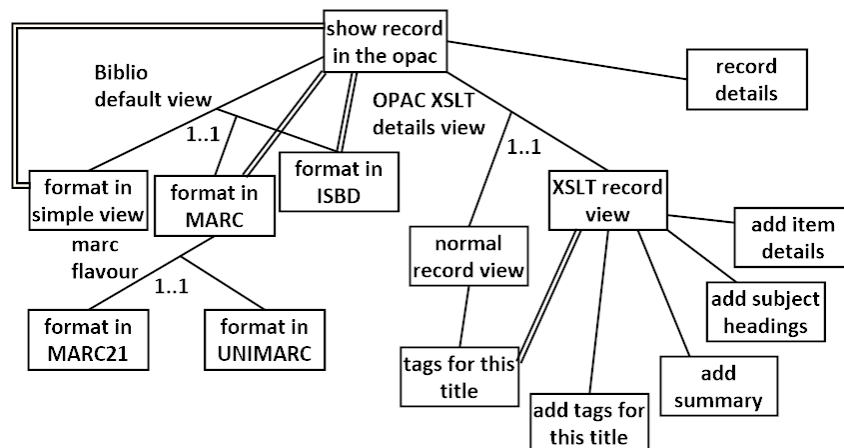 show record
in the opac
record
details
Biblio
default view
OPAC XSLT
details view
1..1
1..1
format in
simple view
format in
MARC
format in
ISBD
XSLT record
view
marc
flavour
1..1
normal
record view
add item
details
add subject
headings
format in
MARC21
format in
UNIMARC
tags for this
title
add
summary
add tags for
this title